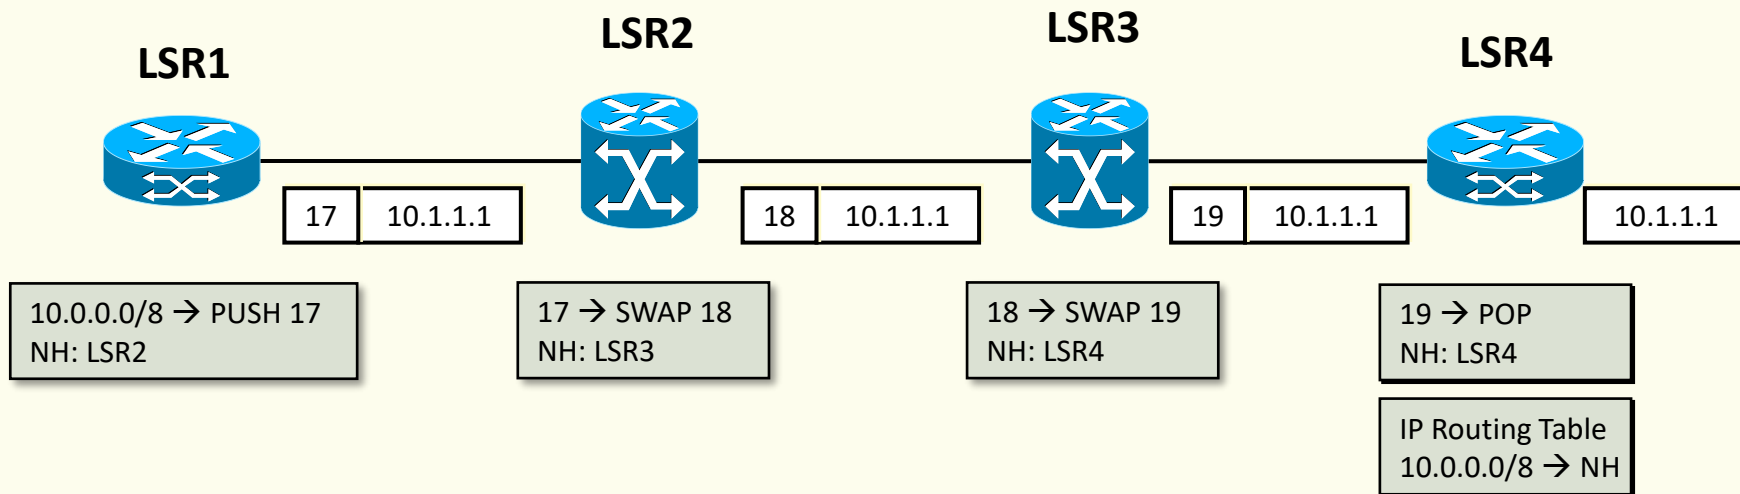 LSR1
LSR2
LSR3
LSR4
17 10.1.1.1
18 10.1.1.1
19 10.1.1.1
10.1.1.1
10.0.0.0/8 → PUSH 17
NH: LSR2
17 → SWAP 18
NH: LSR3
18 → SWAP 19
NH: LSR4
19 → POP
NH: LSR4
IP Routing Table
10.0.0.0/8 → NH